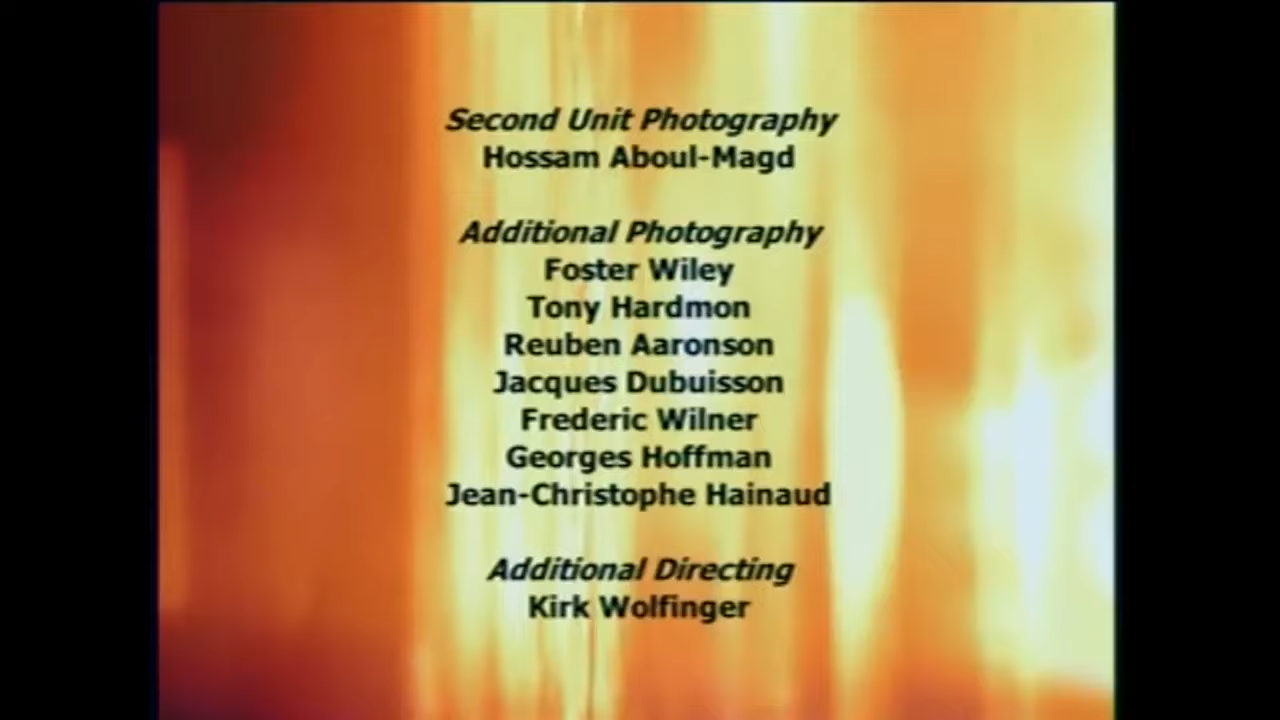 Second Unit Photography
Hossam Aboul-Magd
Additional Photography
Foster Wiley
Tony Hardmon
Reuben Aaronson
Jacques Dubuisson
Frederic Wilner
Georges Hoffman
Jean-Christophe Hainaud
Additional Directing
Kirk Wolfinger